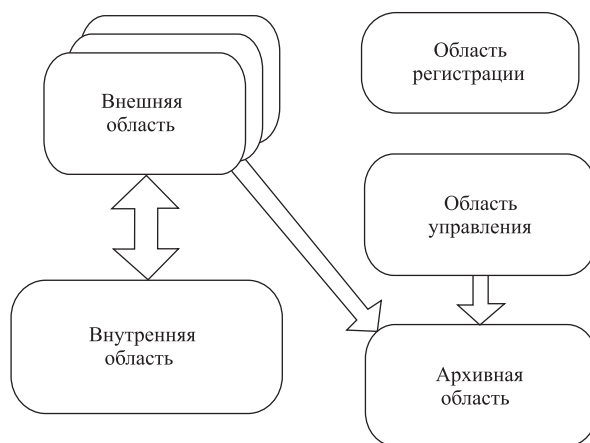 Внешняя
область
Область
регистрации
Область
управления
Внутренняя
область
Архивная
область